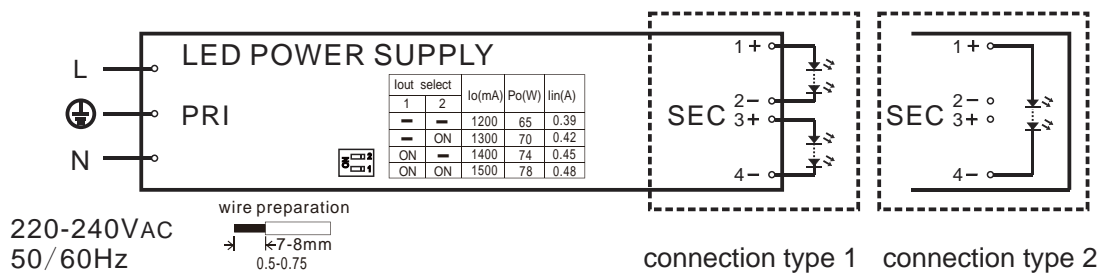 LED POWER SUPPLY
L
PRI
N
Iout select Io(mA) Po(W) Iin(A)
1 2
– – 1200 65 0.39
– ON 1300 70 0.42
ON – 1400 74 0.45
ON ON 1500 78 0.48
ON 2
1
SEC
1+
2–
3+
4–
SEC
1+
2–
3+
4–
220-240VAC
50/60Hz
wire preparation
7-8mm
0.5-0.75
connection type 1
connection type 2